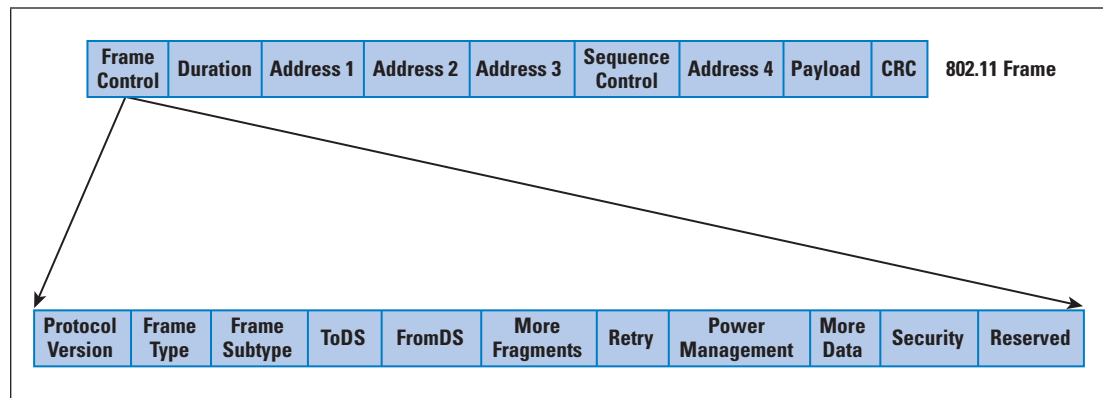 Frame Control
Duration
Address 1
Address 2
Address 3
Sequence Control
Address 4
Payload
CRC
802.11 Frame
Protocol Version
Frame Type
Frame Subtype
ToDS
FromDS
More Fragments
Retry
Power Management
More Data
Security
Reserved